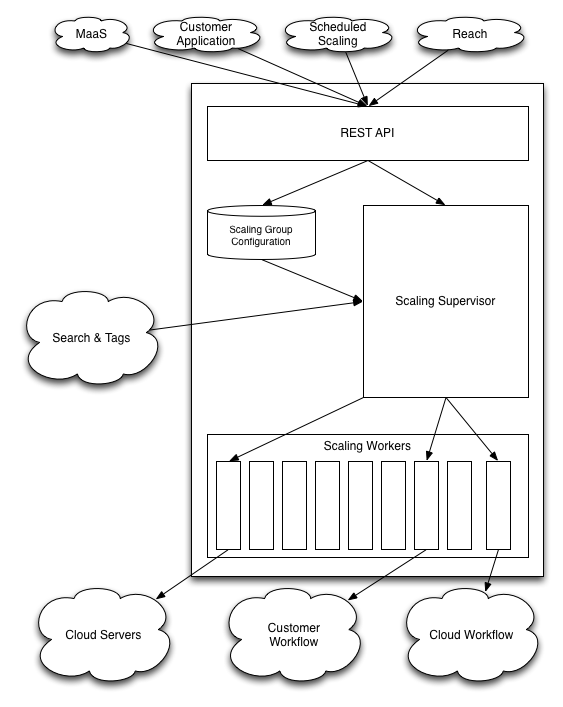 MaaS
Customer
Application
Scheduled
Scaling
Reach
REST API
Scaling Group
Configuration
Scaling Supervisor
Search & Tags
Scaling Workers
Cloud Servers
Customer
Workflow
Cloud Workflow